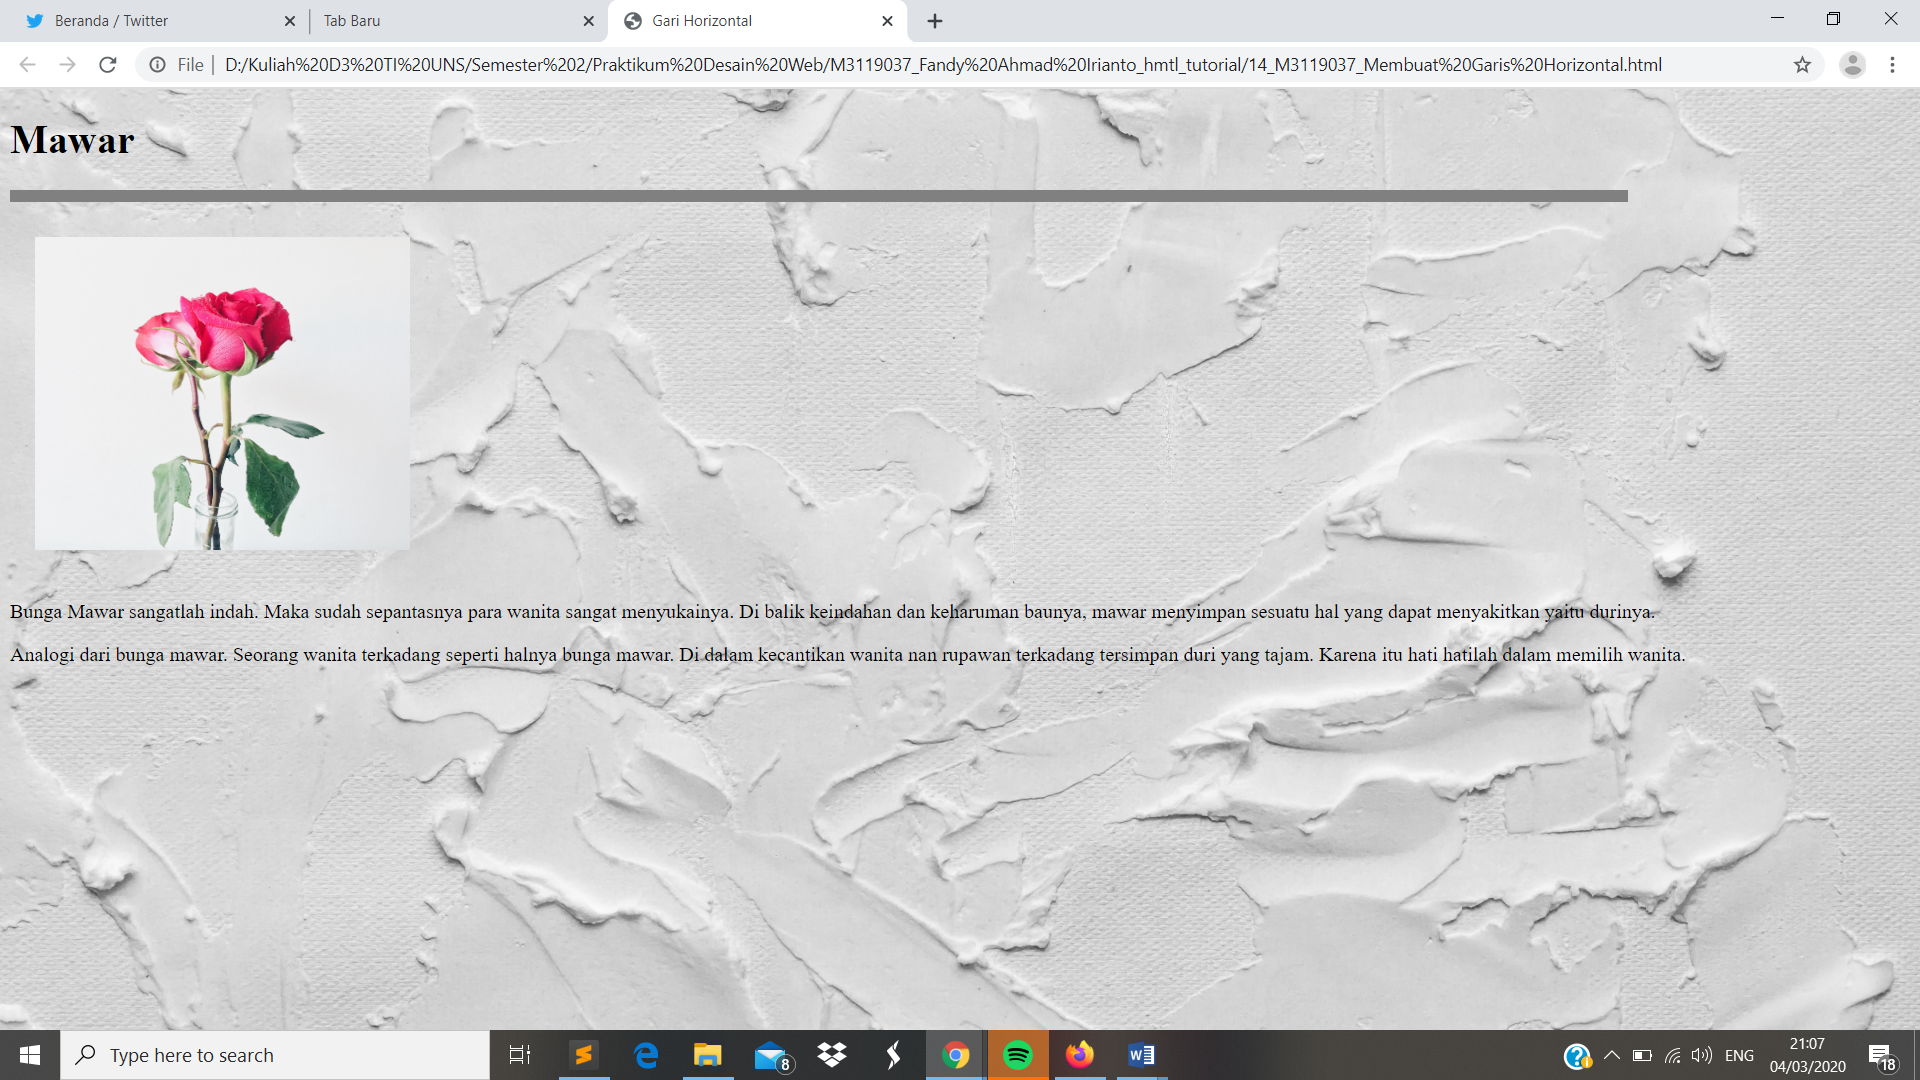 Beranda / Twitter
Tab Baru
Gari Horizontal
File | D:/Kuliah%20D3%20TI%20UNS/Semester%202/Praktikum%20Desain%20Web/M3119037_Fandy%20Ahmad%20Irianto_hmtl_tutorial/14_M3119037_Membuat%20Garis%20Horizontal.html
Mawar
Bunga Mawar sangatlah indah. Maka sudah sepantasnya para wanita sangat menyukainya. Di balik keindahan dan keharuman baunya, mawar menyimpan sesuatu hal yang dapat menyakitkan yaitu durinya.
Analogi dari bunga mawar. Seorang wanita terkadang seperti halnya bunga mawar. Di dalam kecantikan wanita nan rupawan terkadang tersimpan duri yang tajam. Karena itu hati hatilah dalam memilih wanita.
Type here to search
8
ENG
21:07
04/03/2020
18